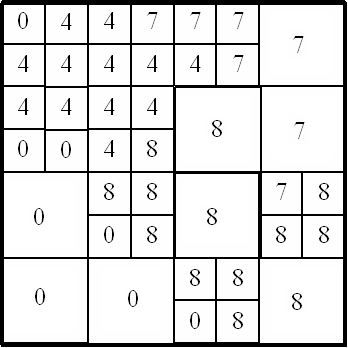 0 4 4 7 7 7
7
4 4 4 4 4 7
4 4 4 4
8 7
0 0 4 8
8 8 7 8
0 8
0 8 8 8
8 8
0 0 8
0 8